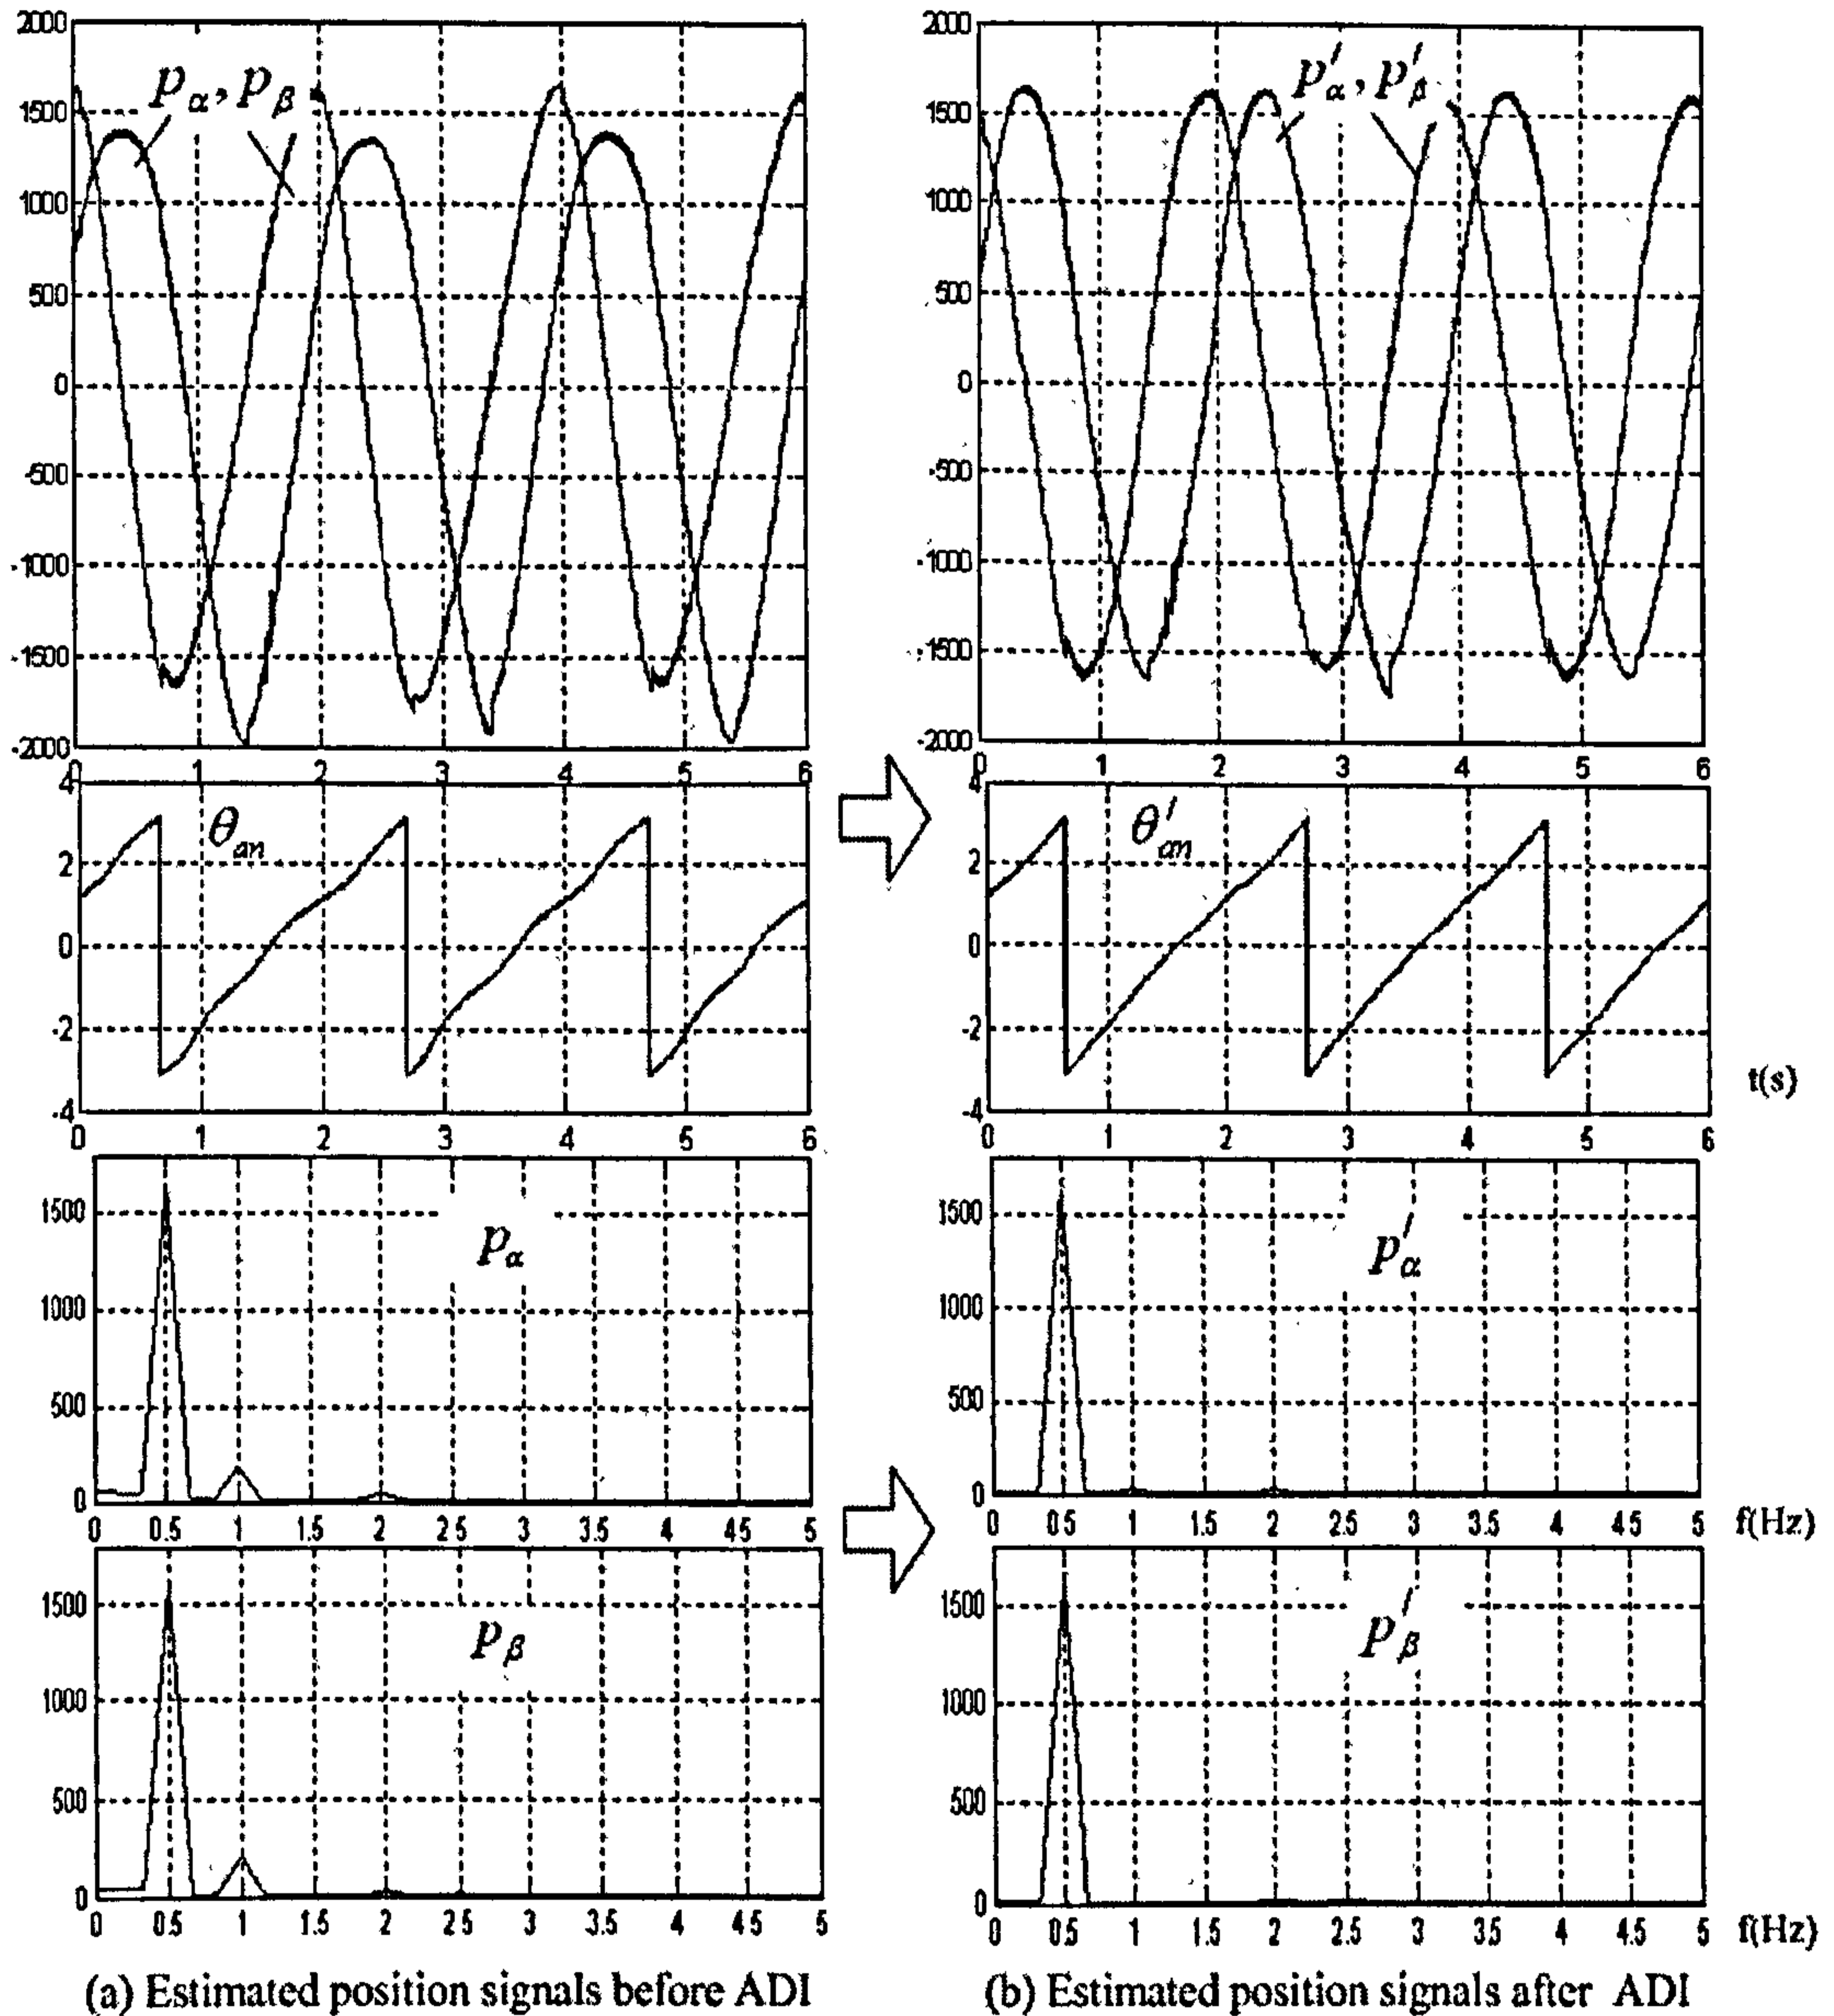 2000
1500
1000
500
0
-500
-1000
-1500
-2000
0 1 2 3 4 5 6
pα, pβ
2000
1500
1000
500
0
-500
-1000
-1500
-2000
0 1 2 3 4 5 6
p′α, p′β
4
2
0
-2
-4
0 1 2 3 4 5 6
θan
4
2
0
-2
-4
0 1 2 3 4 5 6
θ′an
t(s)
1500
1000
500
0
0 0.5 1 1.5 2 2.5 3 3.5 4 4.5 5
pα
1500
1000
500
0
0 0.5 1 1.5 2 2.5 3 3.5 4 4.5 5
p′α
f(Hz)
1500
1000
500
0
0 0.5 1 1.5 2 2.5 3 3.5 4 4.5 5
pβ
1500
1000
500
0
0 0.5 1 1.5 2 2.5 3 3.5 4 4.5 5
p′β
f(Hz)
(a) Estimated position signals before ADI
(b) Estimated position signals after ADI